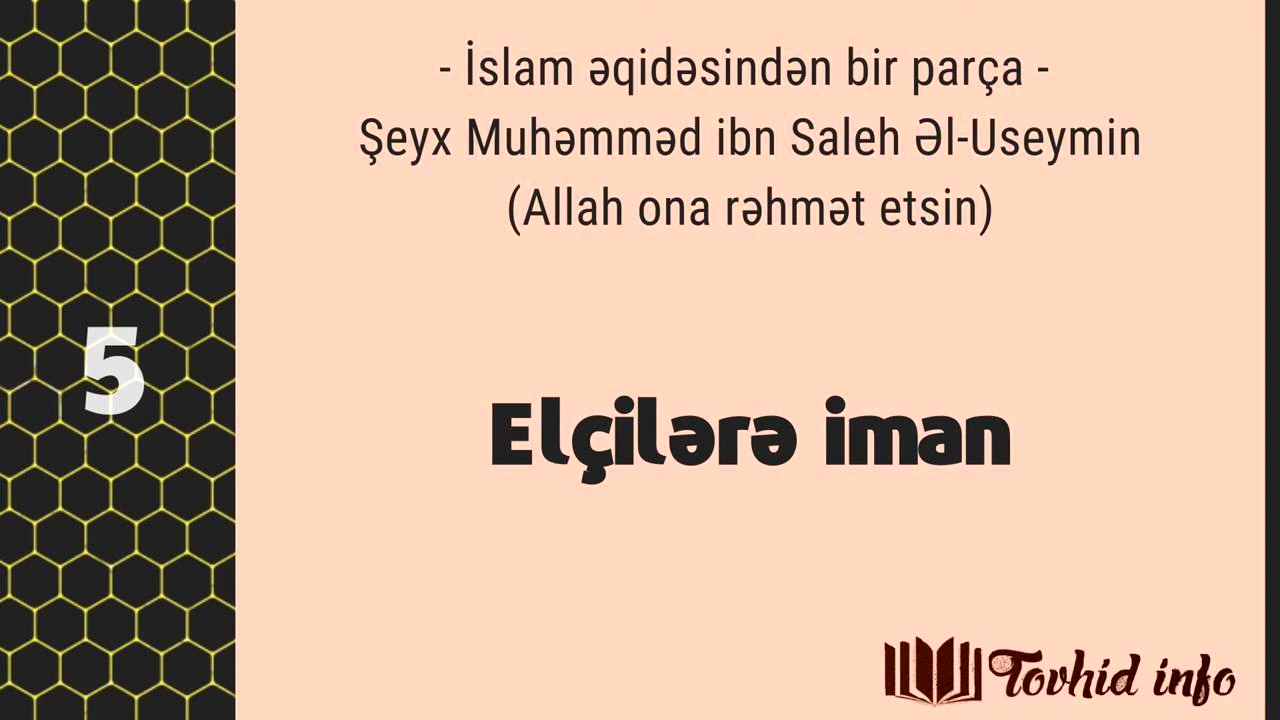 - İslam əqidəsindən bir parça -
Şeyx Muhəmməd ibn Saleh Əl-Useymin
(Allah ona rəhmət etsin)
5
Elçilərə iman
Tovhid info